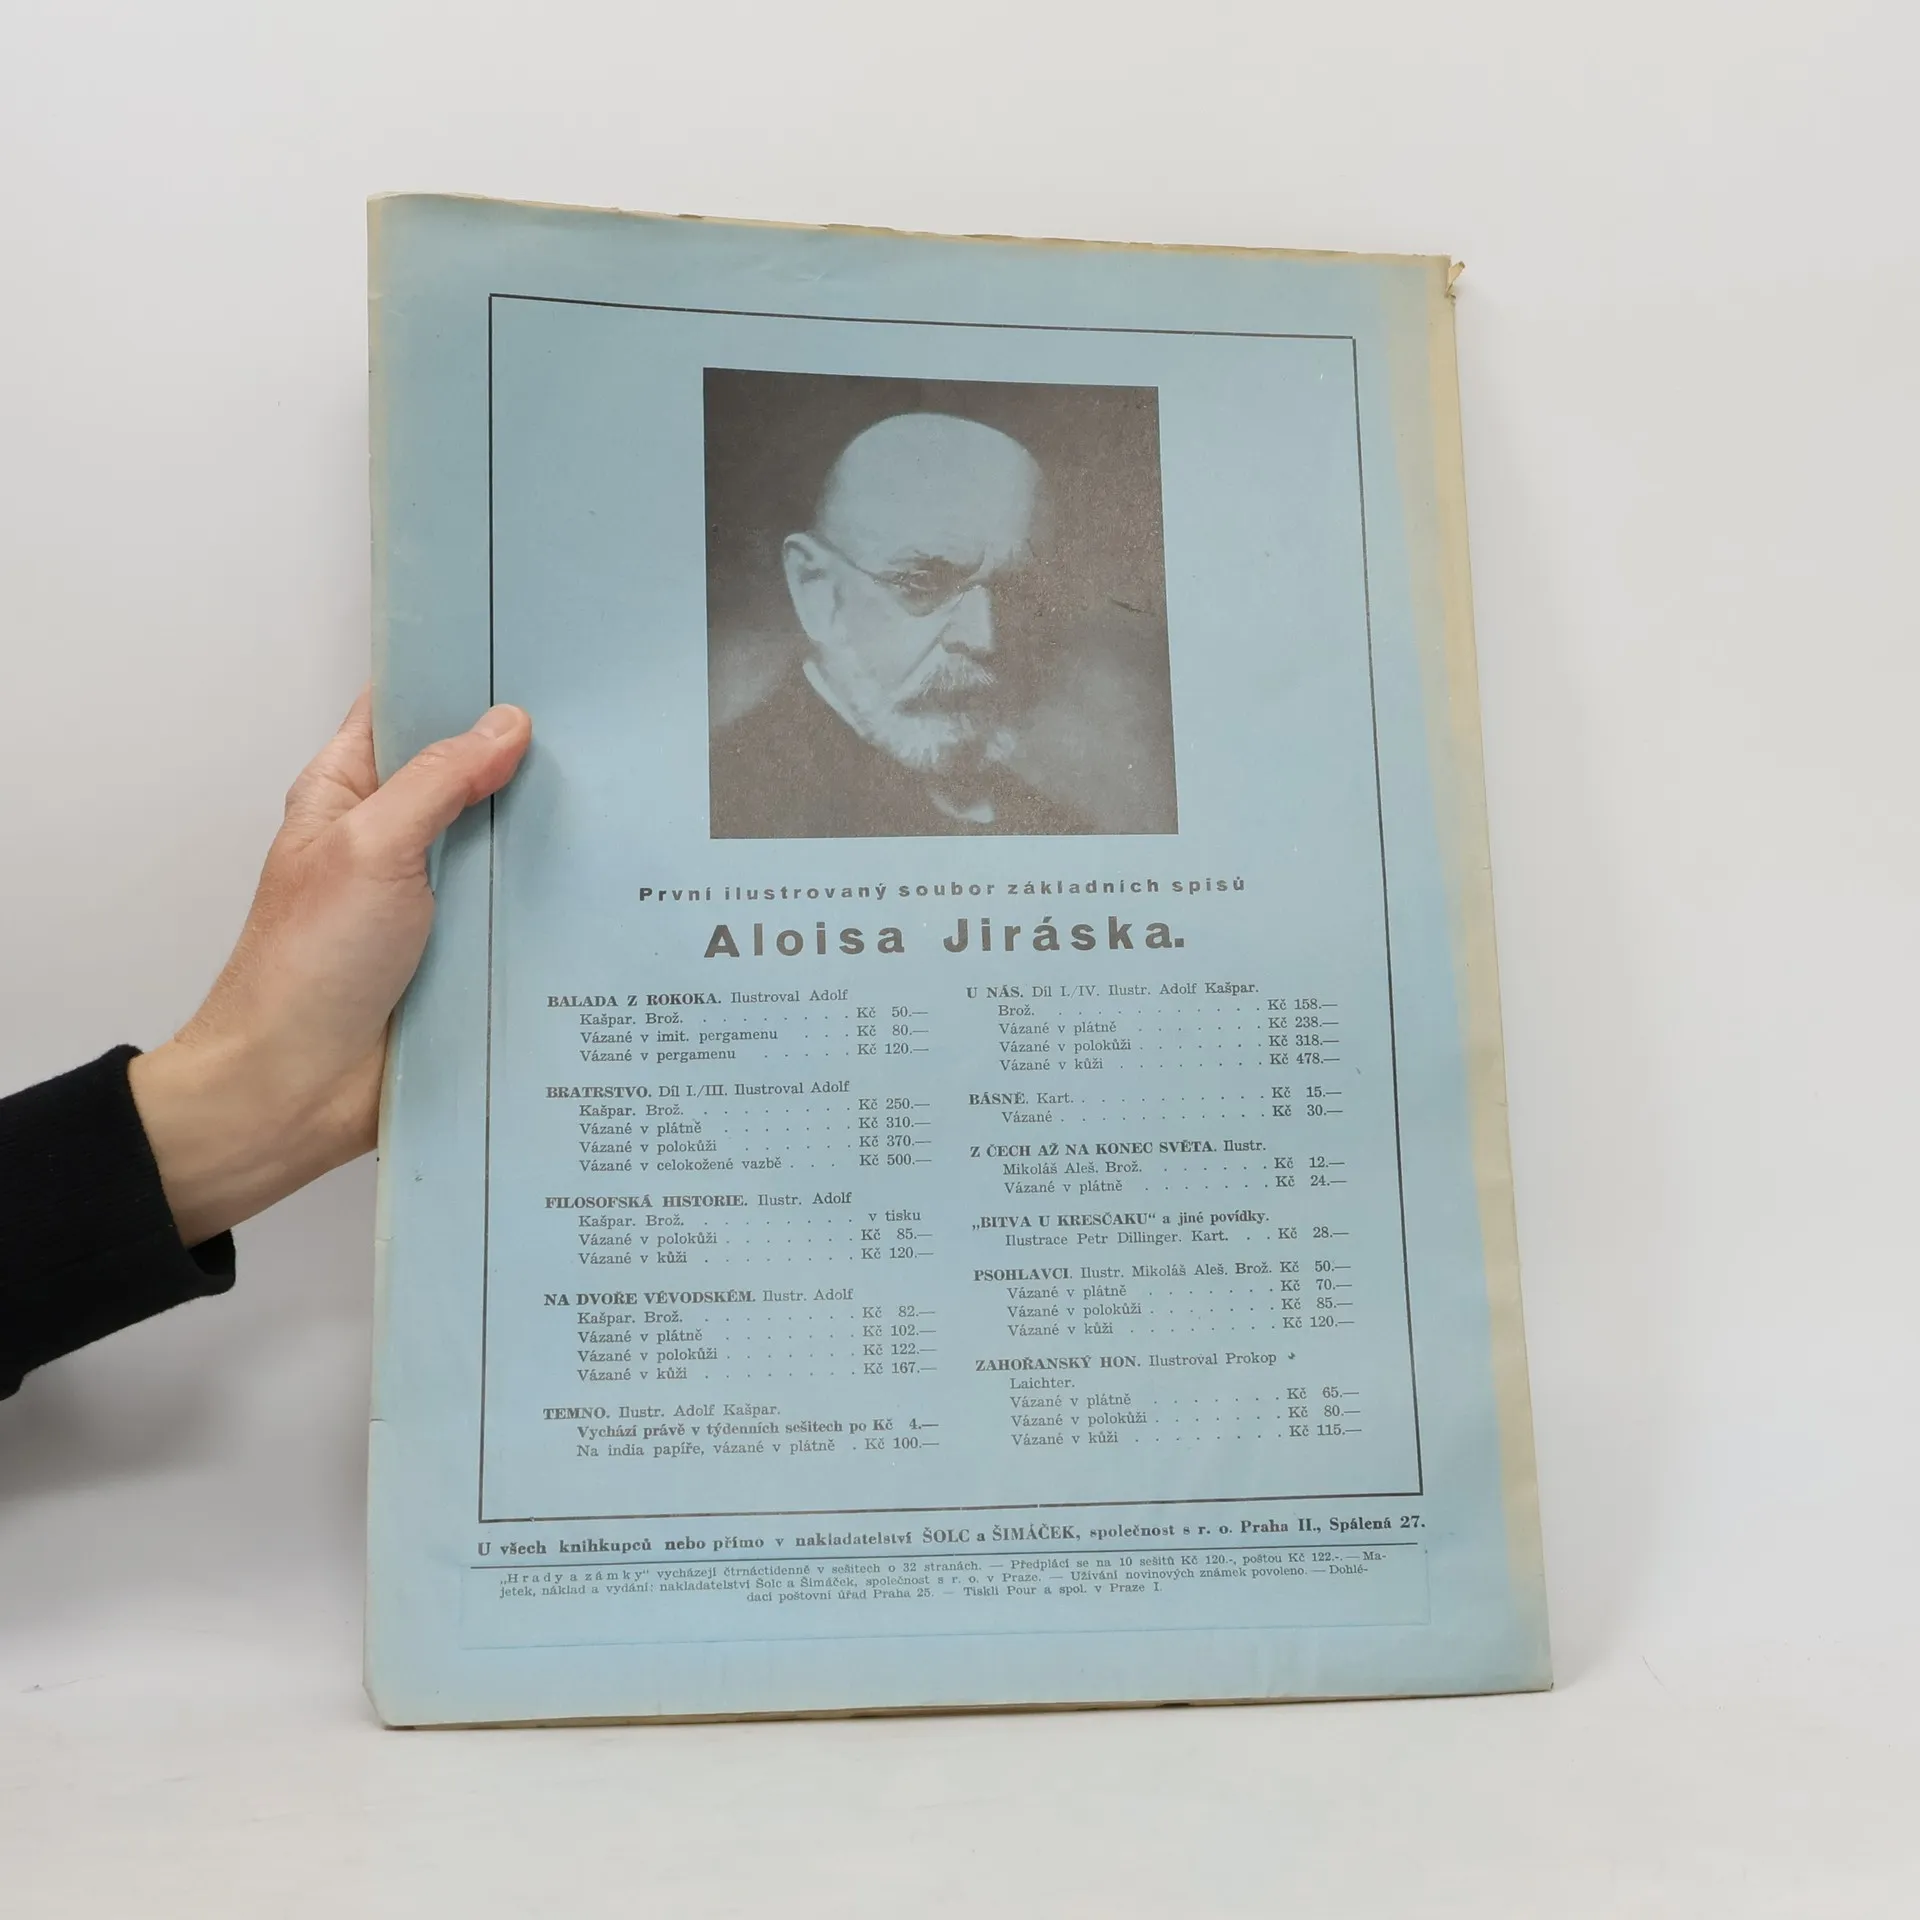 První ilustrovaný soubor základních spisů
Aloisa Jiráska.
BALADA Z ROKOKA. Ilustroval Adolf
Kašpar. Brož. . . . . . . . . Kč 50.—
Vázané v imit. pergamenu . . . Kč 80.—
Vázané v pergamenu . . . . . Kč 120.—
BRATRSTVO. Díl I./III. Ilustroval Adolf
Kašpar. Brož. . . . . . . . . Kč 250.—
Vázané v plátně . . . . . . . Kč 310.—
Vázané v polokůži . . . . . . Kč 370.—
Vázané v celokožené vazbě . . . Kč 500.—
FILOSOFSKÁ HISTORIE. Ilustr. Adolf
Kašpar. Brož. . . . . . . . . v tisku
Vázané v polokůži . . . . . . . Kč 85.—
Vázané v kůži . . . . . . . . Kč 120.—
NA DVOŘE VÉVODSKÉM. Ilustr. Adolf
Kašpar. Brož. . . . . . . . . Kč 82.—
Vázané v plátně . . . . . . . Kč 102.—
Vázané v polokůži . . . . . . . Kč 122.—
Vázané v kůži . . . . . . . . Kč 167.—
TEMNO. Ilustr. Adolf Kašpar.
Vychází právě v týdenních sešitech po Kč 4.—
Na india papíře, vázané v plátně . Kč 100.—
U NÁS. Díl I./IV. Ilustr. Adolf Kašpar.
Brož. . . . . . . . . . . . Kč 158.—
Vázané v plátně . . . . . . . Kč 238.—
Vázané v polokůži . . . . . . . Kč 318.—
Vázané v kůži . . . . . . . . Kč 478.—
BÁSNĚ. Kart. . . . . . . . . . . Kč 15.—
Vázané . . . . . . . . . . . Kč 30.—
Z ČECH AŽ NA KONEC SVĚTA. Ilustr.
Mikoláš Aleš. Brož. . . . . . . Kč 12.—
Vázané v plátně . . . . . . . Kč 24.—
„BITVA U KRESČAKU“ a jiné povídky.
Ilustrace Petr Dillinger. Kart. . . Kč 28.—
PSOHLAVCI. Ilustr. Mikoláš Aleš. Brož. Kč 50.—
Vázané v plátně . . . . . . . Kč 70.—
Vázané v polokůži . . . . . . . Kč 85.—
Vázané v kůži . . . . . . . . Kč 120.—
ZAHOŘANSKÝ HON. Ilustroval Prokop
Laichter.
Vázané v plátně . . . . . . . Kč 65.—
Vázané v polokůži . . . . . . . Kč 80.—
Vázané v kůži . . . . . . . . Kč 115.—
U všech knihkupců nebo přímo v nakladatelství ŠOLC a ŠIMÁČEK, společnost s r. o. Praha II., Spálená 27.
„Hrady a zámky“ vycházejí čtrnáctidenně v sešitech o 32 stranách. — Předplácí se na 10 sešitů Kč 120.-, poštou Kč 122.-. — Ma-
jetek, náklad a vydání: nakladatelství Šolc a Šimáček, společnost s r. o. v Praze. — Užívání novinových známek povoleno. — Dohlé-
dací poštovní úřad Praha 25. — Tiskli Pour a spol. v Praze I.